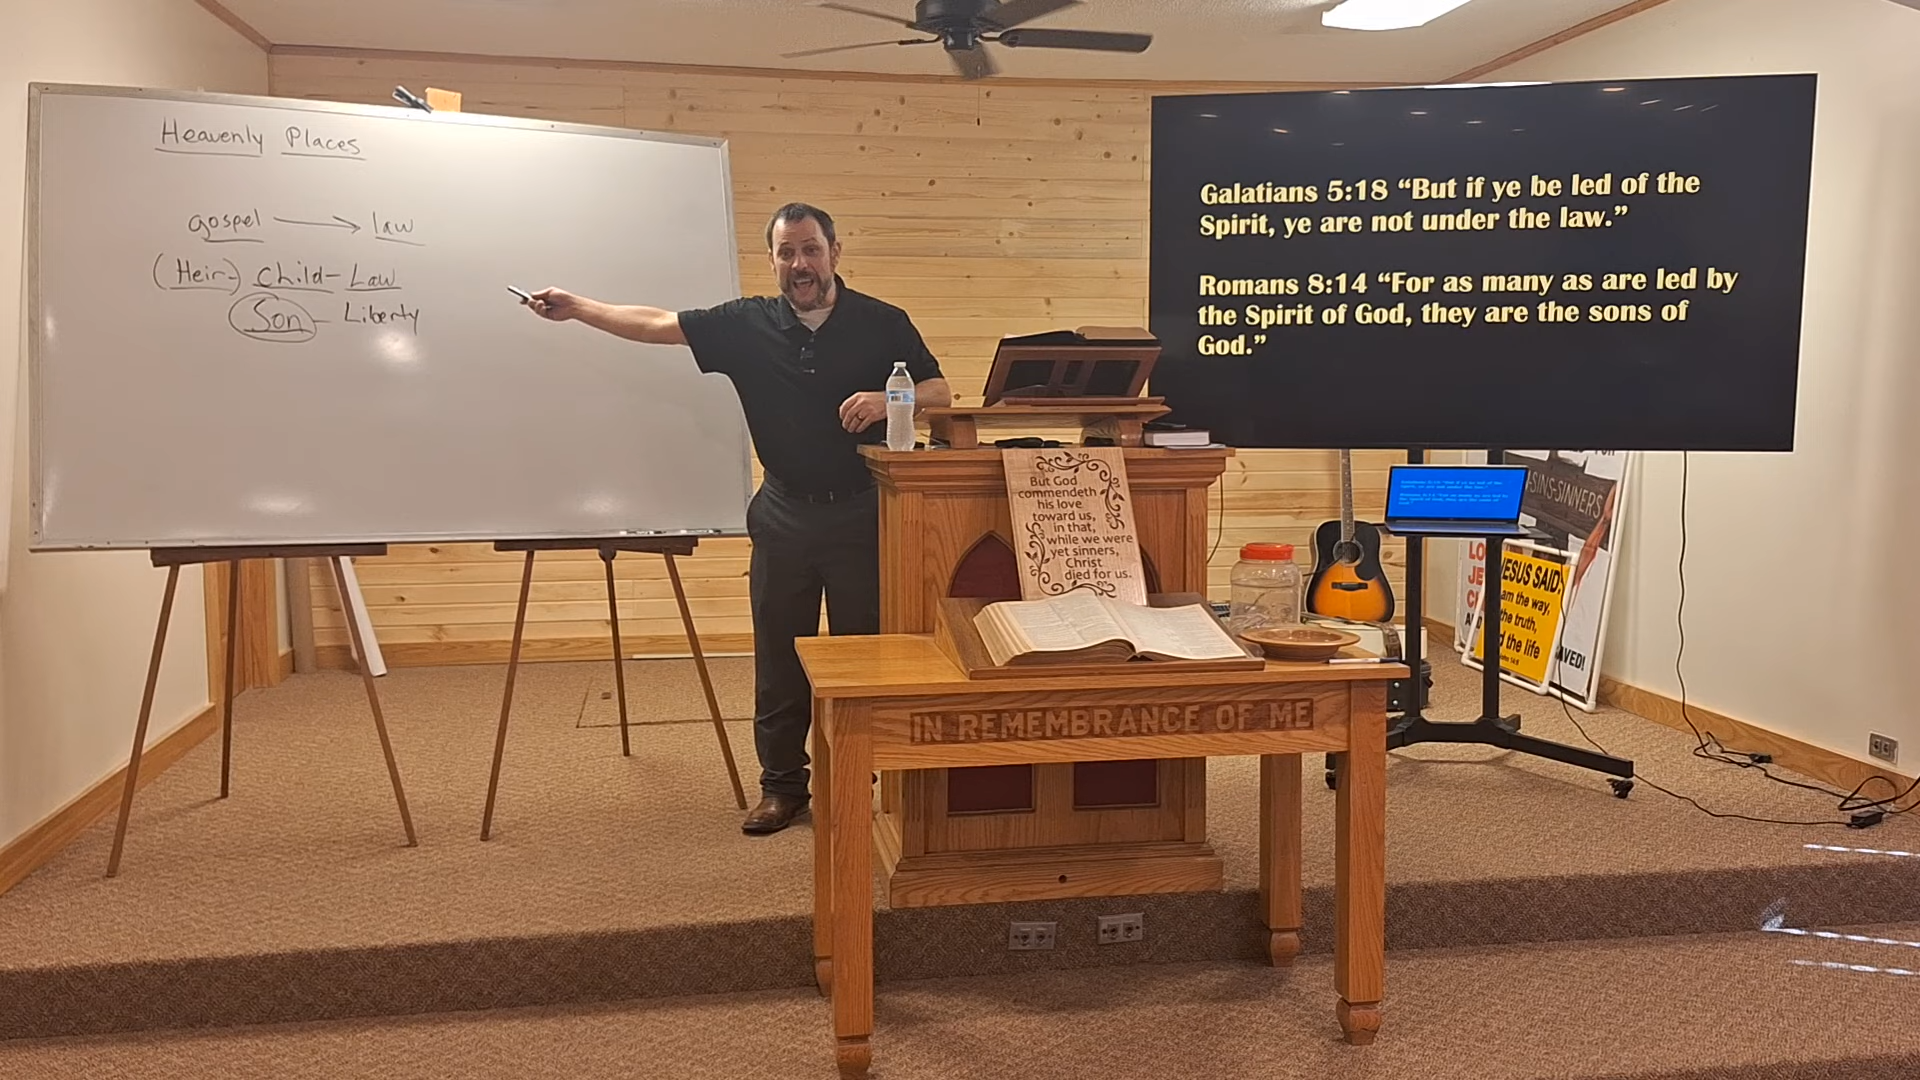 Heavenly Places
gospel → law
(Heir-) Child - Law
Son - Liberty
Galatians 5:18 “But if ye be led of the
Spirit, ye are not under the law.”
Romans 8:14 “For as many as are led by
the Spirit of God, they are the sons of
God.”
But God
commendeth
his love
toward us,
in that,
while we were
yet sinners,
Christ
died for us.
IN REMEMBRANCE OF ME
-SINS-SINNERS
JESUS SAID:
am the way,
the truth,
the life
AVED!